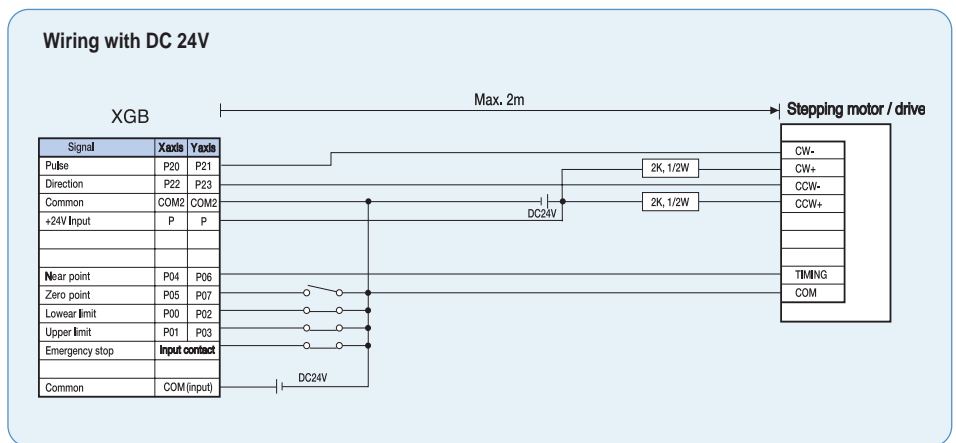 Wiring with DC 24V
Max. 2m
XGB
Stepping motor / drive
Signal Xaxis Yaxis
Pulse P20 P21
Direction P22 P23
Common COM2 COM2
+24V Input P P
Near point P04 P06
Zero point P05 P07
Lowear limit P00 P02
Upper limit P01 P03
Emergency stop Input contact
Common COM (input)
DC24V
DC24V
2K, 1/2W
2K, 1/2W
CW-
CW+
CCW-
CCW+
TIMING
COM